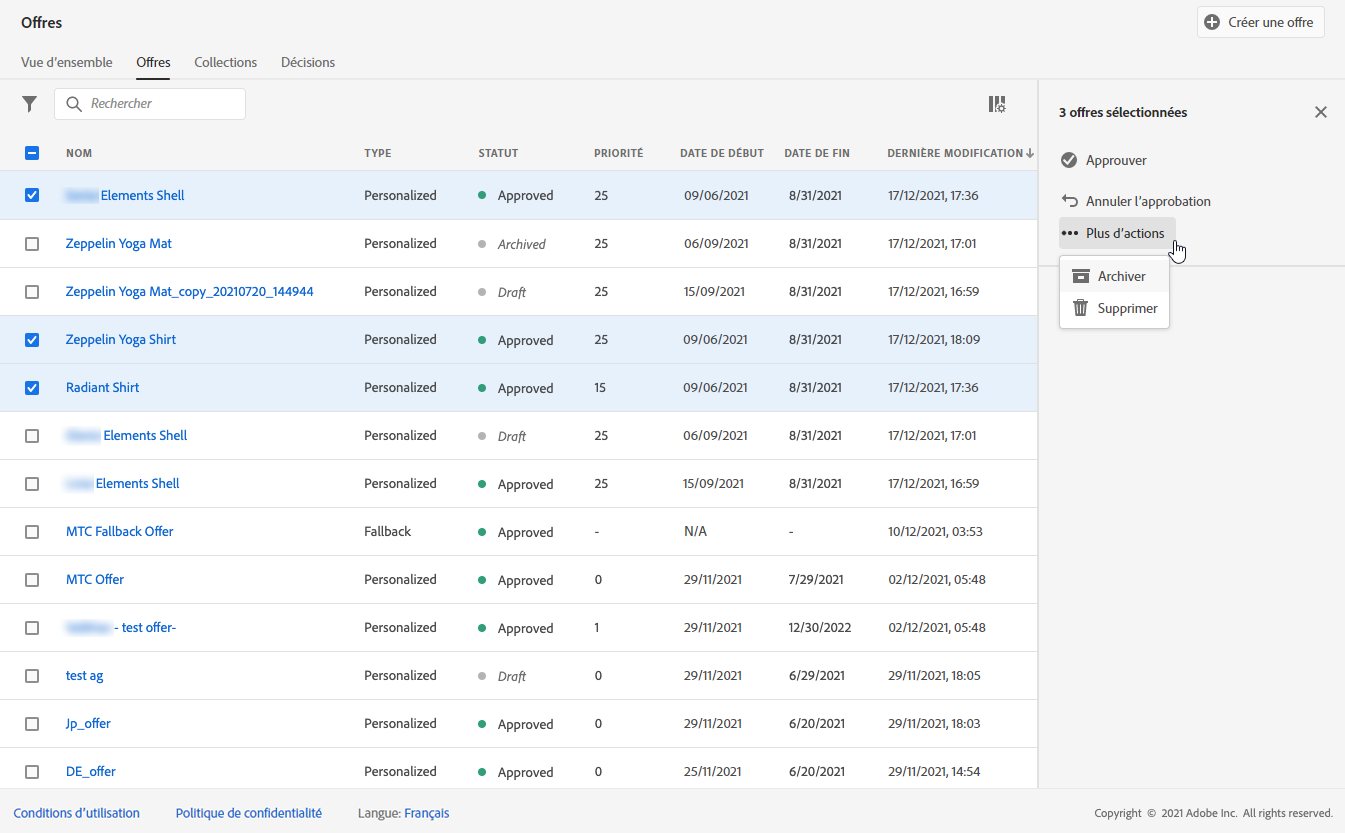 Offres
Créer une offre
Vue d'ensemble Offres Collections Décisions
Rechercher
NOM TYPE STATUT PRIORITÉ DATE DE DÉBUT DATE DE FIN DERNIÈRE MODIFICATION
Elements Shell Personalized Approved 25 09/06/2021 8/31/2021 17/12/2021, 17:36
Zeppelin Yoga Mat Personalized Archived 25 06/09/2021 8/31/2021 17/12/2021, 17:01
Zeppelin Yoga Mat_copy_20210720_144944 Personalized Draft 25 15/09/2021 8/31/2021 17/12/2021, 16:59
Zeppelin Yoga Shirt Personalized Approved 25 09/06/2021 8/31/2021 17/12/2021, 18:09
Radiant Shirt Personalized Approved 15 09/06/2021 8/31/2021 17/12/2021, 17:36
Elements Shell Personalized Draft 25 06/09/2021 8/31/2021 17/12/2021, 17:01
Elements Shell Personalized Approved 25 15/09/2021 8/31/2021 17/12/2021, 16:59
MTC Fallback Offer Fallback Approved - N/A - 10/12/2021, 03:53
MTC Offer Personalized Approved 0 29/11/2021 7/29/2021 02/12/2021, 05:48
- test offer- Personalized Approved 1 29/11/2021 12/30/2022 02/12/2021, 05:48
test ag Personalized Draft 0 29/11/2021 6/29/2021 29/11/2021, 18:05
Jp_offer Personalized Approved 0 29/11/2021 6/20/2021 29/11/2021, 18:03
DE_offer Personalized Approved 0 25/11/2021 6/20/2021 29/11/2021, 14:54
3 offres sélectionnées
Approuver
Annuler l'approbation
Plus d'actions
Archiver
Supprimer
Conditions d'utilisation Politique de confidentialité Langue: Français
Copyright © 2021 Adobe Inc. All rights reserved.